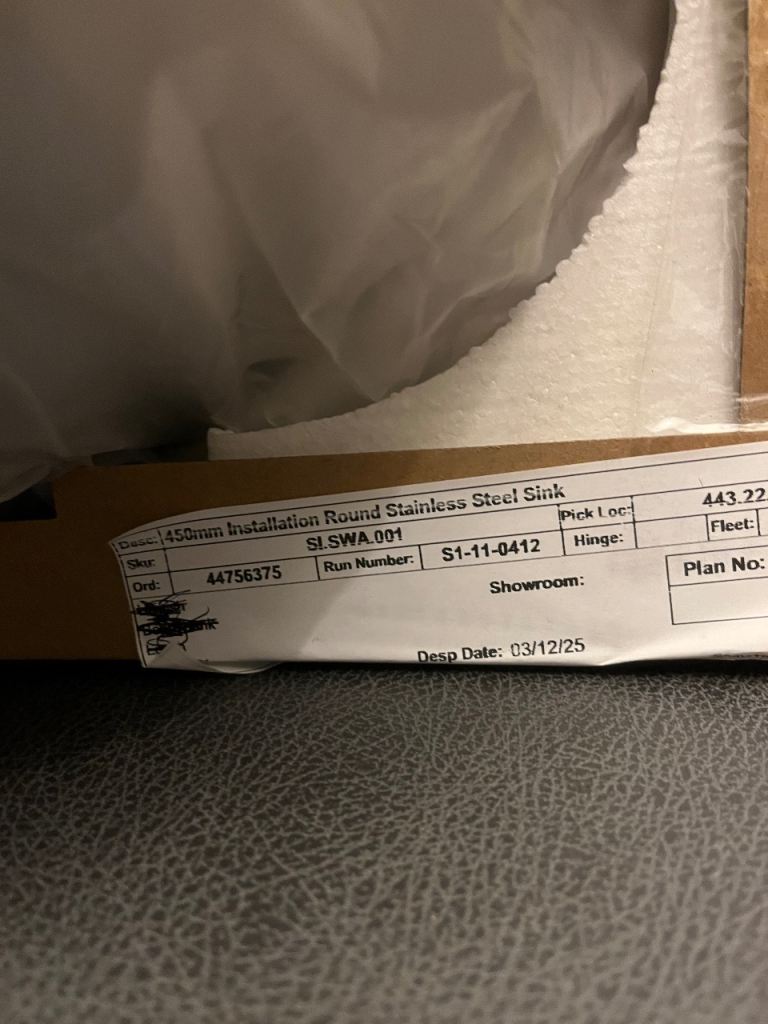 Desc: 450mm Installation Round Stainless Steel Sink
Sku: SI.SWA.001 Pick Loc: 443.22
Ord: 44756375 Run Number: S1-11-0412 Hinge: Fleet:
Showroom: Plan No:
Desp Date: 03/12/25